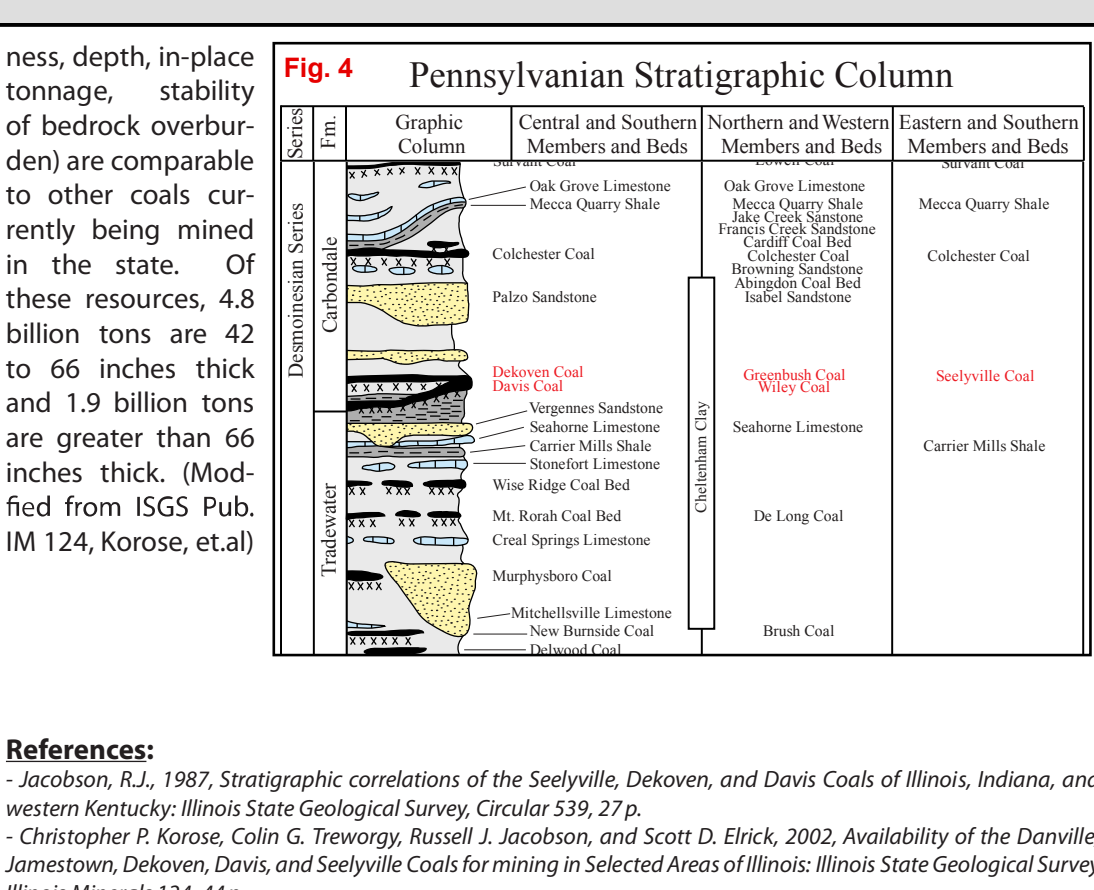 ness, depth, in-place
tonnage, stability
of bedrock overbur-
den) are comparable
to other coals cur-
rently being mined
in the state. Of
these resources, 4.8
billion tons are 42
to 66 inches thick
and 1.9 billion tons
are greater than 66
inches thick. (Mod-
fied from ISGS Pub.
IM 124, Korose, et.al)
Fig. 4
Pennsylvanian Stratigraphic Column
Series
Fm.
Graphic
Column
Central and Southern
Members and Beds
Northern and Western
Members and Beds
Eastern and Southern
Members and Beds
Desmoinesian Series
Carbondale
Tradewater
Survant Coal
Oak Grove Limestone
Mecca Quarry Shale
Colchester Coal
Palzo Sandstone
Dekoven Coal
Davis Coal
Vergennes Sandstone
Seahorne Limestone
Carrier Mills Shale
Stonefort Limestone
Wise Ridge Coal Bed
Mt. Rorah Coal Bed
Creal Springs Limestone
Murphysboro Coal
Mitchellsville Limestone
New Burnside Coal
Delwood Coal
Cheltenham Clay
Lowell Coal
Oak Grove Limestone
Mecca Quarry Shale
Jake Creek Sanstone
Francis Creek Sandstone
Cardiff Coal Bed
Colchester Coal
Browning Sandstone
Abingdon Coal Bed
Isabel Sandstone
Greenbush Coal
Wiley Coal
Seahorne Limestone
De Long Coal
Brush Coal
Survant Coal
Mecca Quarry Shale
Colchester Coal
Seelyville Coal
Carrier Mills Shale
References:
- Jacobson, R.J., 1987, Stratigraphic correlations of the Seelyville, Dekoven, and Davis Coals of Illinois, Indiana, and
western Kentucky: Illinois State Geological Survey, Circular 539, 27 p.
- Christopher P. Korose, Colin G. Treworgy, Russell J. Jacobson, and Scott D. Elrick, 2002, Availability of the Danville,
Jamestown, Dekoven, Davis, and Seelyville Coals for mining in Selected Areas of Illinois: Illinois State Geological Survey
Illinois Minerals 124, 44 p.